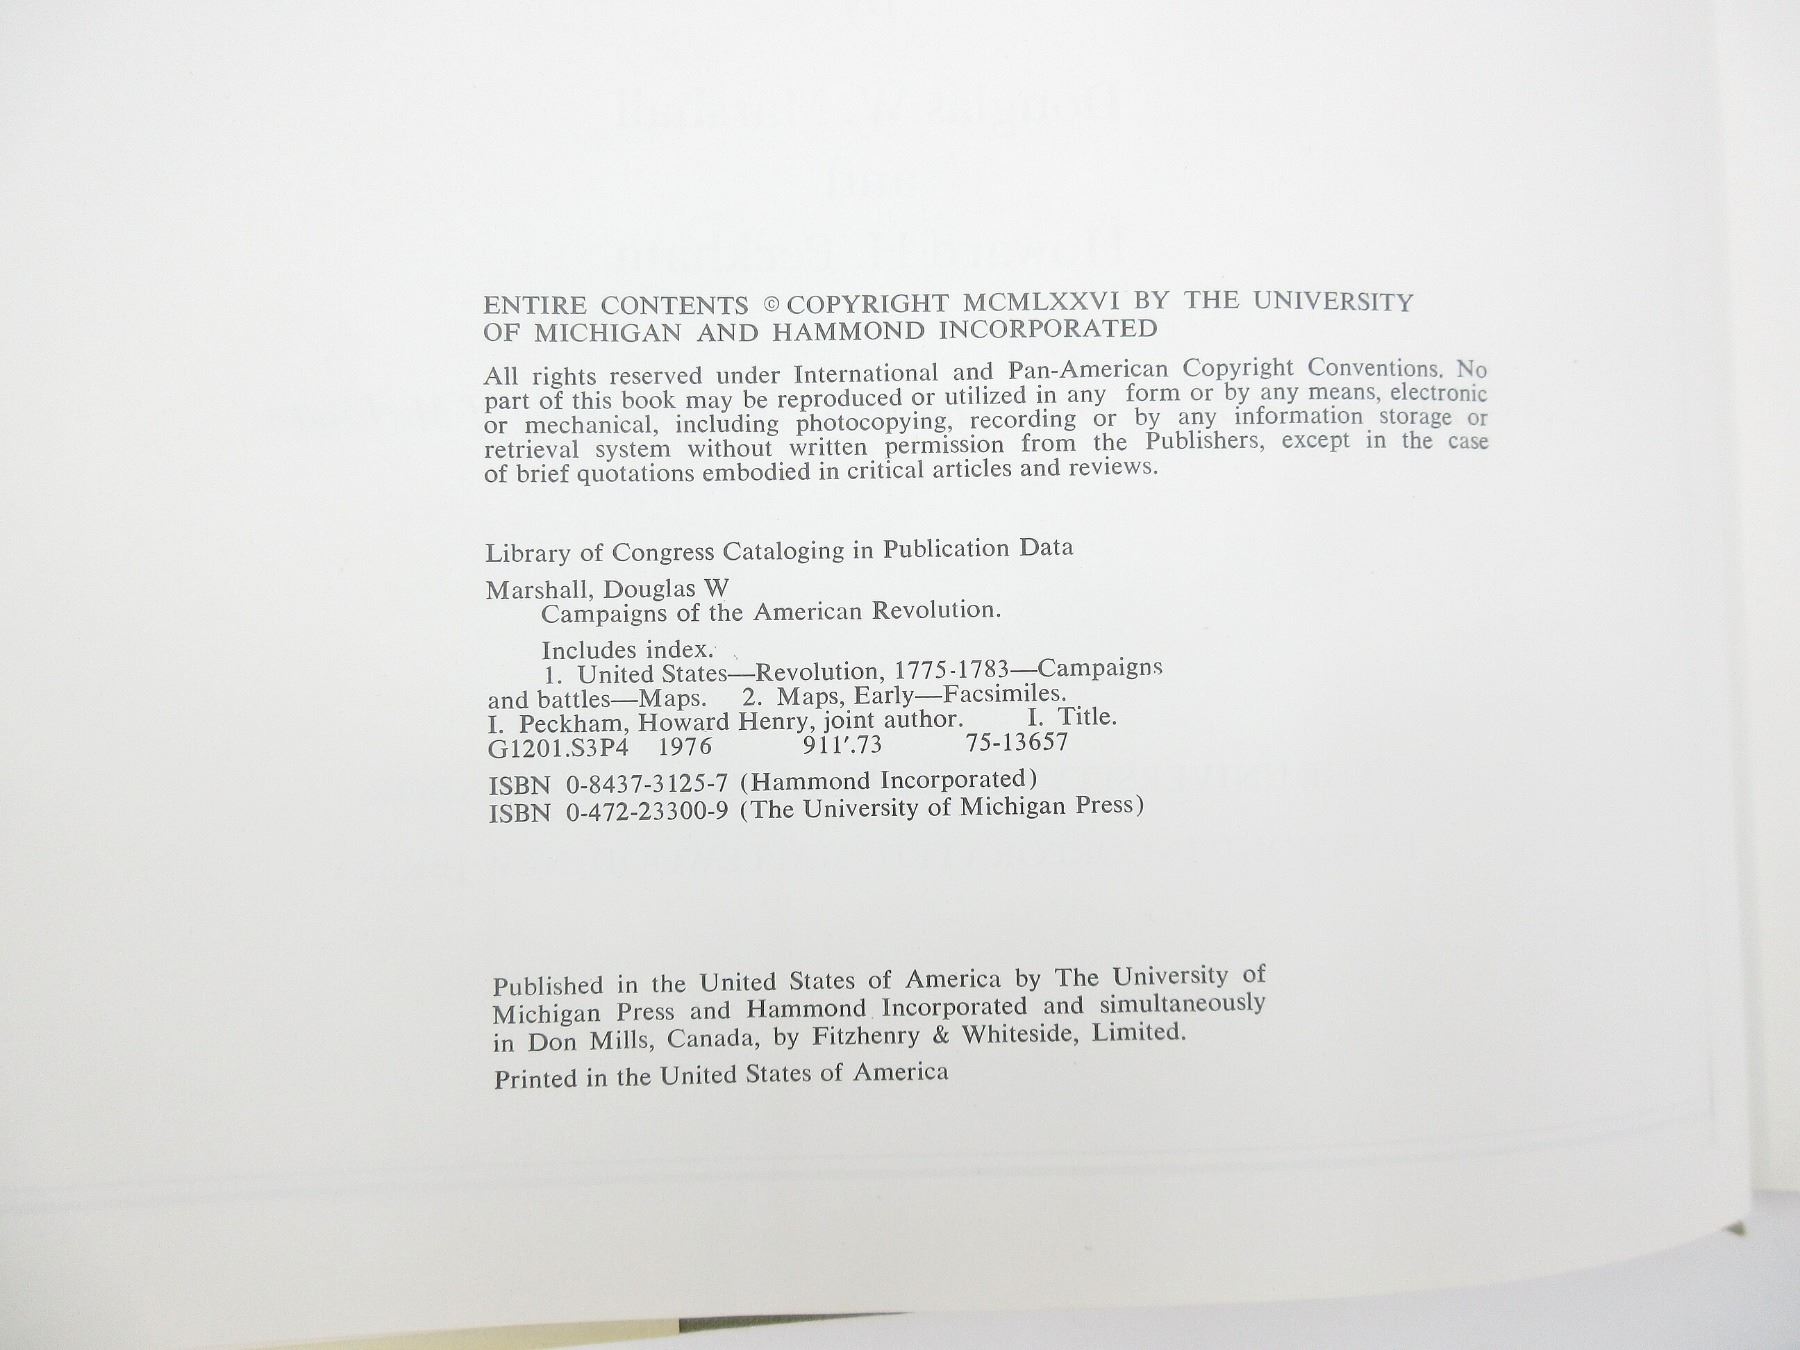 ENTIRE CONTENTS © COPYRIGHT MCMLXXVI BY THE UNIVERSITY
OF MICHIGAN AND HAMMOND INCORPORATED
All rights reserved under International and Pan-American Copyright Conventions. No
part of this book may be reproduced or utilized in any form or by any means, electronic
or mechanical, including photocopying, recording or by any information storage or
retrieval system without written permission from the Publishers, except in the case
of brief quotations embodied in critical articles and reviews.
Library of Congress Cataloging in Publication Data
Marshall, Douglas W
Campaigns of the American Revolution.
Includes index.
1. United States—Revolution, 1775-1783—Campaigns
and battles—Maps. 2. Maps, Early—Facsimiles.
I. Peckham, Howard Henry, joint author. I. Title.
G1201.S3P4 1976 911'.73 75-13657
ISBN 0-8437-3125-7 (Hammond Incorporated)
ISBN 0-472-23300-9 (The University of Michigan Press)
Published in the United States of America by The University of
Michigan Press and Hammond Incorporated and simultaneously
in Don Mills, Canada, by Fitzhenry & Whiteside, Limited.
Printed in the United States of America